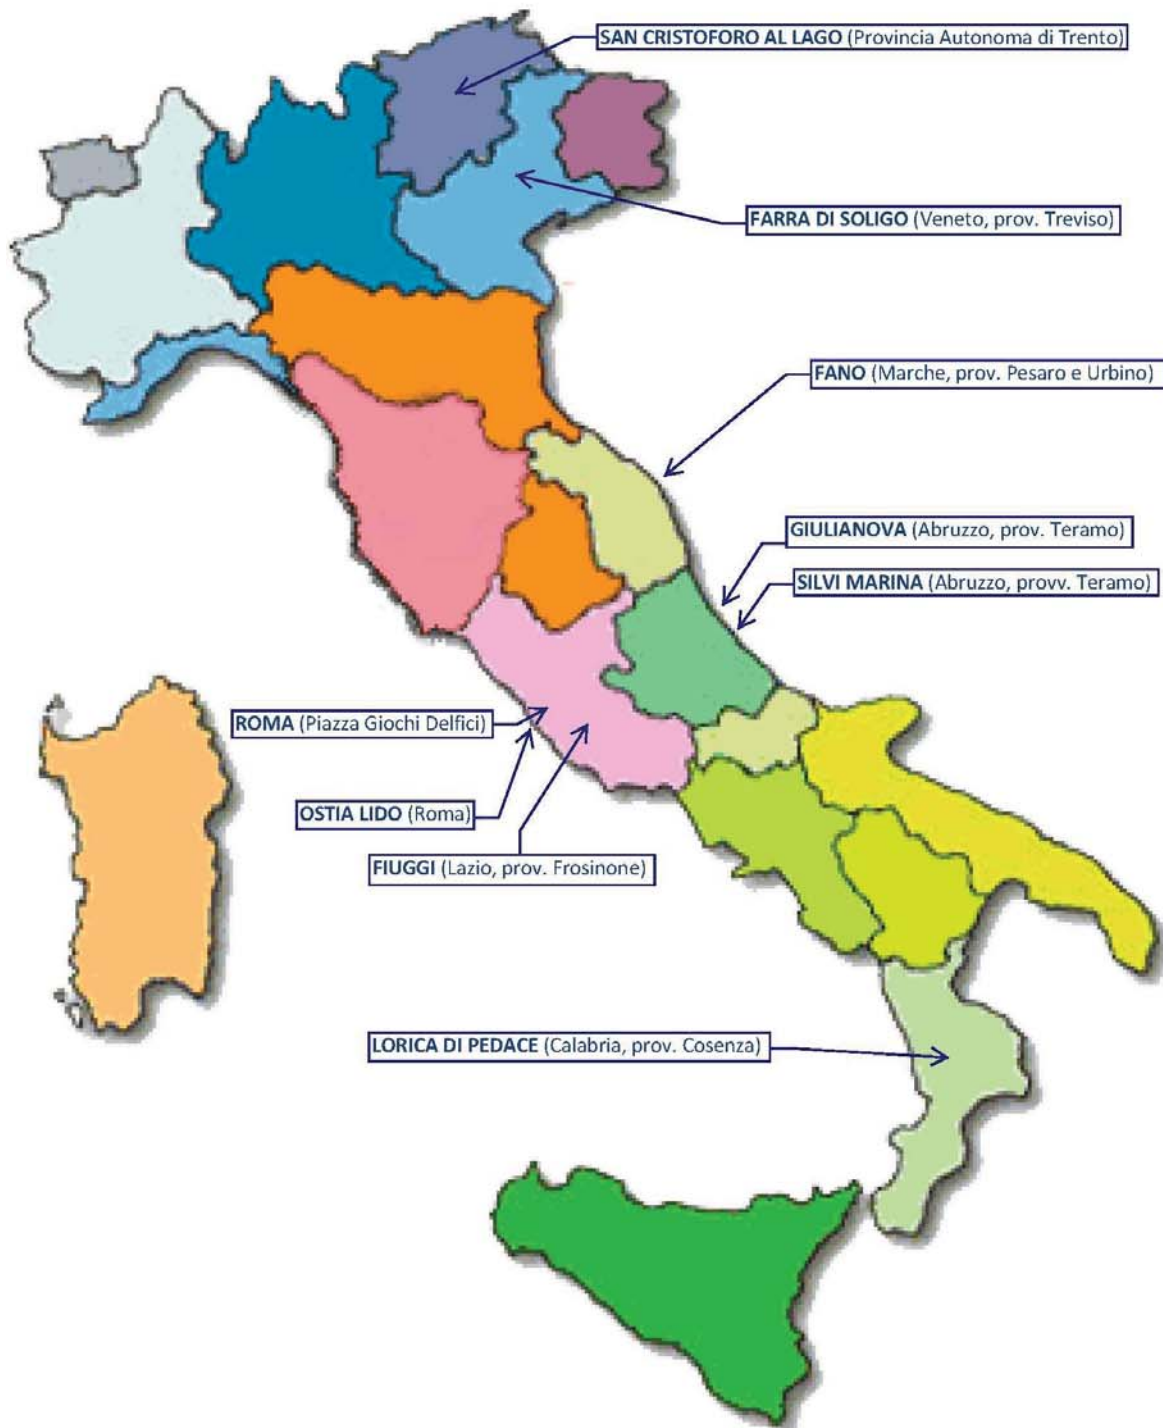 SAN CRISTOFORO AL LAGO (Provincia Autonoma di Trento)
FARRA DI SOLIGO (Veneto, prov. Treviso)
FANO (Marche, prov. Pesaro e Urbino)
GIULIANOVA (Abruzzo, prov. Teramo)
SILVI MARINA (Abruzzo, provv. Teramo)
ROMA (Piazza Giochi Delfici)
OSTIA LIDO (Roma)
FIUGGI (Lazio, prov. Frosinone)
LORICA DI PEDACE (Calabria, prov. Cosenza)